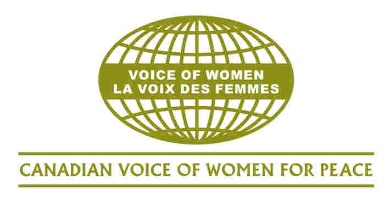 VOICE OF WOMEN
LA VOIX DES FEMMES
CANADIAN VOICE OF WOMEN FOR PEACE